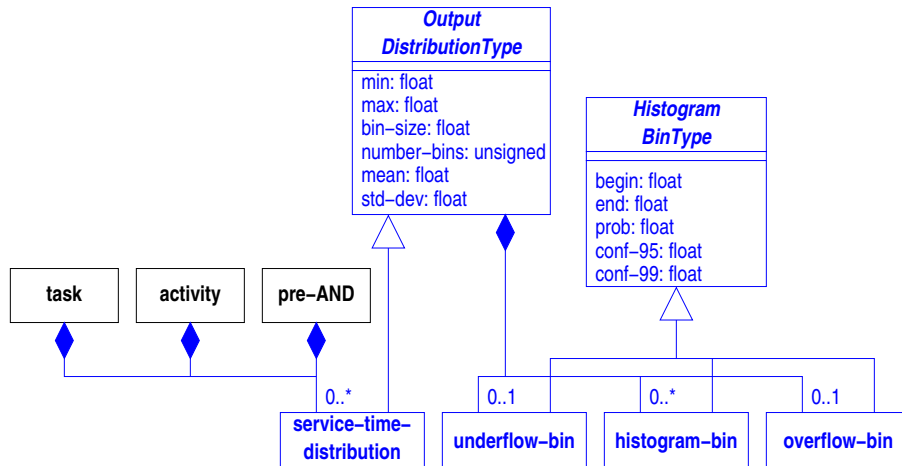 Output
DistributionType
min: float
max: float
bin−size: float
number−bins: unsigned
mean: float
std−dev: float
Histogram
BinType
begin: float
end: float
prob: float
conf−95: float
conf−99: float
task
activity
pre−AND
0..*
0..1
0..*
0..1
service−time−
distribution
underflow−bin
histogram−bin
overflow−bin